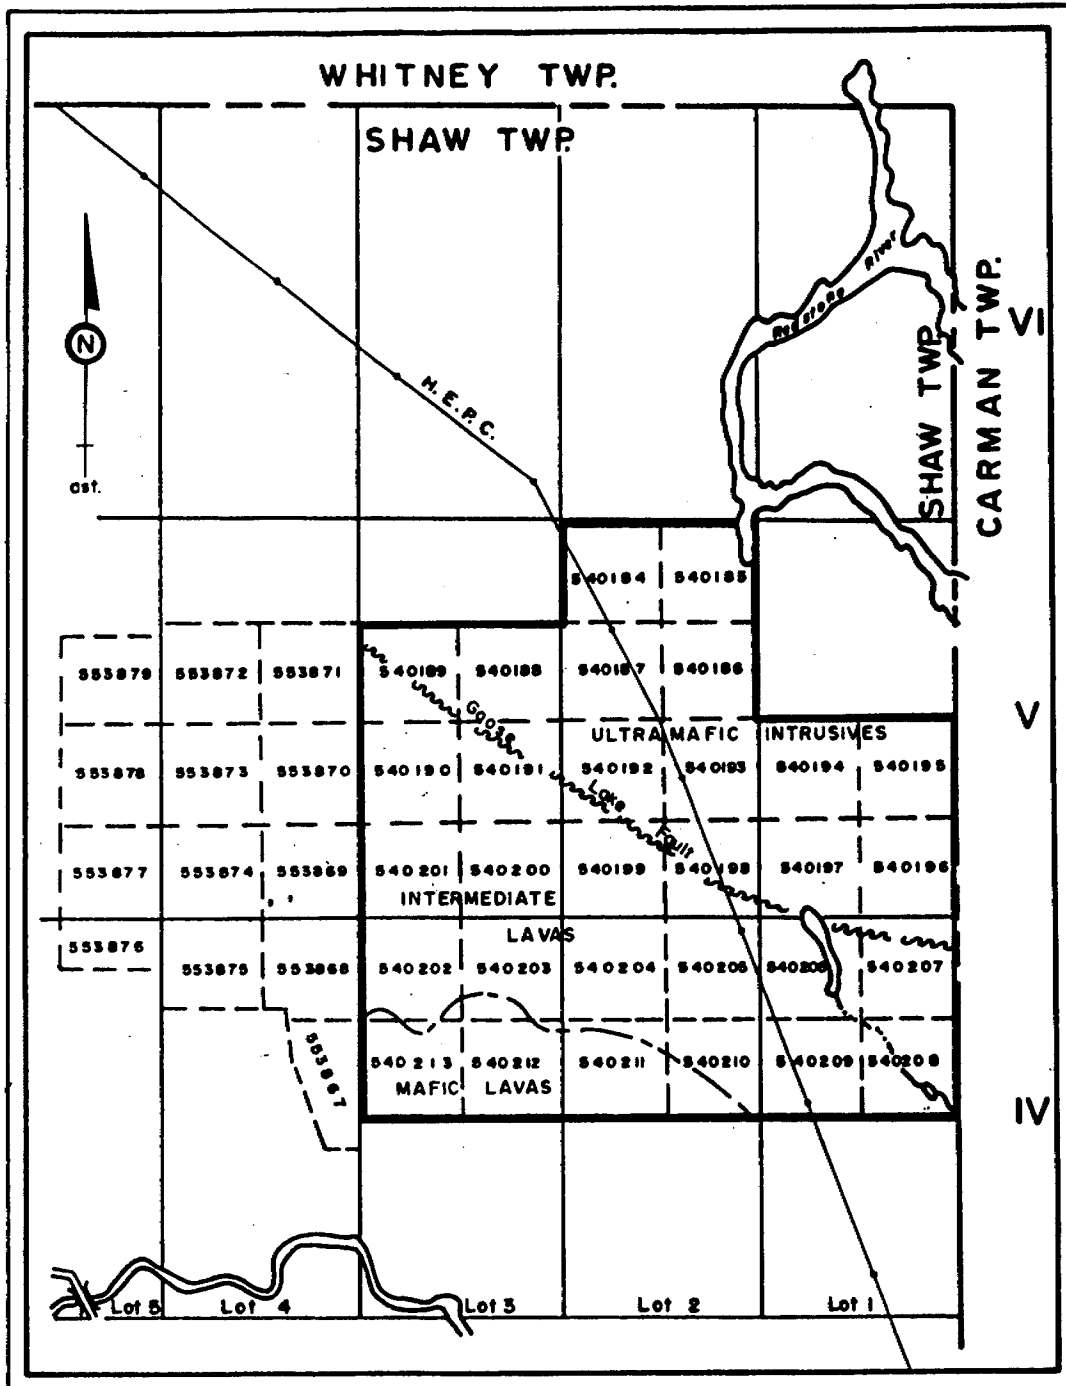 WHITNEY TWP.
SHAW TWP.
Redstone River
SHAW TWP.
CARMAN TWP.
VI
N
ast.
H.E.P.C.
540184 540185
553879 553872 553871 540189 540188 540187 540186
Goose Lake Fault
V
ULTRAMAFIC INTRUSIVES
553878 553873 553870 540190 540191 540192 540193 540194 540195
553877 553874 553869 540201 540200 540199 540198 540197 540196
INTERMEDIATE
LAVAS
553876
553875 553868 540202 540203 540204 540205 540206 540207
553867
540213 540212 540211 540210 540209 540208
MAFIC LAVAS
IV
Lot 5 Lot 4 Lot 3 Lot 2 Lot 1